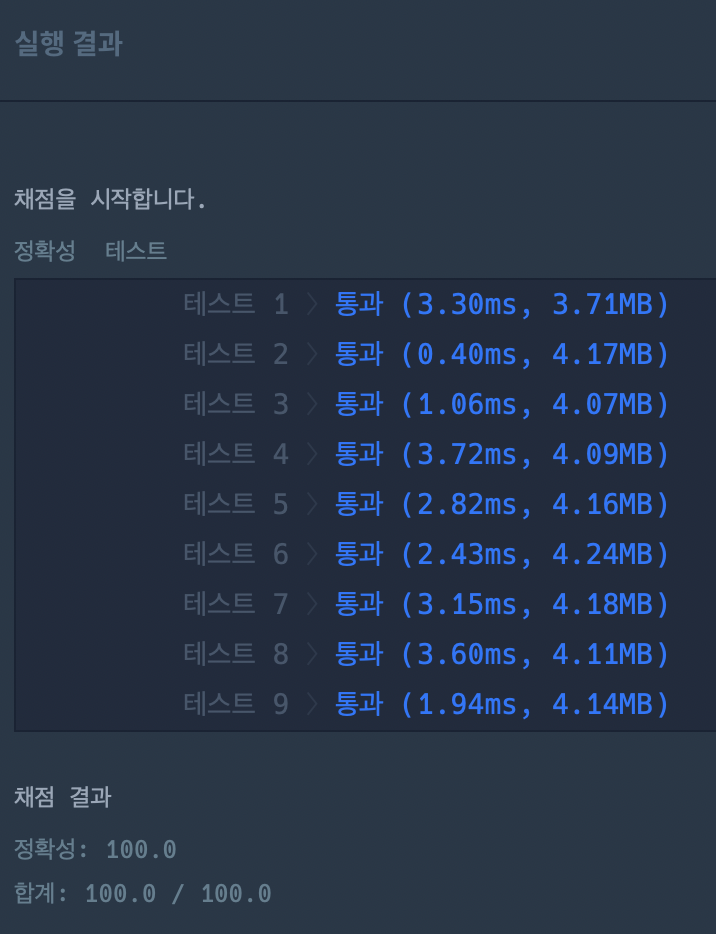 실행 결과
채점을 시작합니다.
정확성 테스트
테스트 1 〉 통과 (3.30ms, 3.71MB)
테스트 2 〉 통과 (0.40ms, 4.17MB)
테스트 3 〉 통과 (1.06ms, 4.07MB)
테스트 4 〉 통과 (3.72ms, 4.09MB)
테스트 5 〉 통과 (2.82ms, 4.16MB)
테스트 6 〉 통과 (2.43ms, 4.24MB)
테스트 7 〉 통과 (3.15ms, 4.18MB)
테스트 8 〉 통과 (3.60ms, 4.11MB)
테스트 9 〉 통과 (1.94ms, 4.14MB)
채점 결과
정확성: 100.0
합계: 100.0 / 100.0